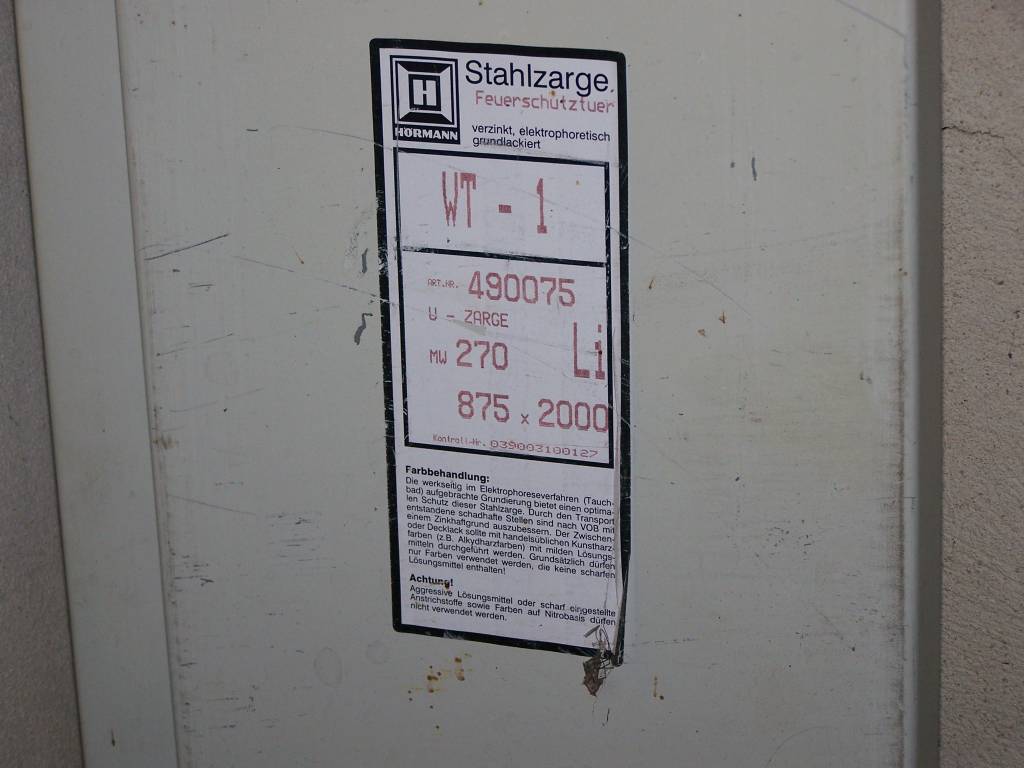 Stahlzarge
Feuerschutztuer
H
HÖRMANN
verzinkt, elektrophoretisch
grundlackiert
WT - 1
ART.NR. 490075
U - ZARGE
MW 270 Li
875 x 2000
Kontroll-Nr. 039003100127
Farbbehandlung:
Die werkseitig im Elektrophoreseverfahren (Tauch-
bad) aufgebrachte Grundierung bietet einen optima-
len Schutz dieser Stahlzarge. Durch den Transport
entstandene schadhafte Stellen sind nach VOB mit
einem Zinkhaftgrund auszubessern. Der Zwischen-
oder Decklack sollte mit handelsüblichen Kunstharz-
farben (z.B. Alkydharzfarben) mit milden Lösungs-
mitteln durchgeführt werden. Grundsätzlich dürfen
nur Farben verwendet werden, die keine scharfen
Lösungsmittel enthalten!
Achtung!
Aggressive Lösungsmittel oder scharf eingestellte
Anstrichstoffe sowie Farben auf Nitrobasis dürfen
nicht verwendet werden.